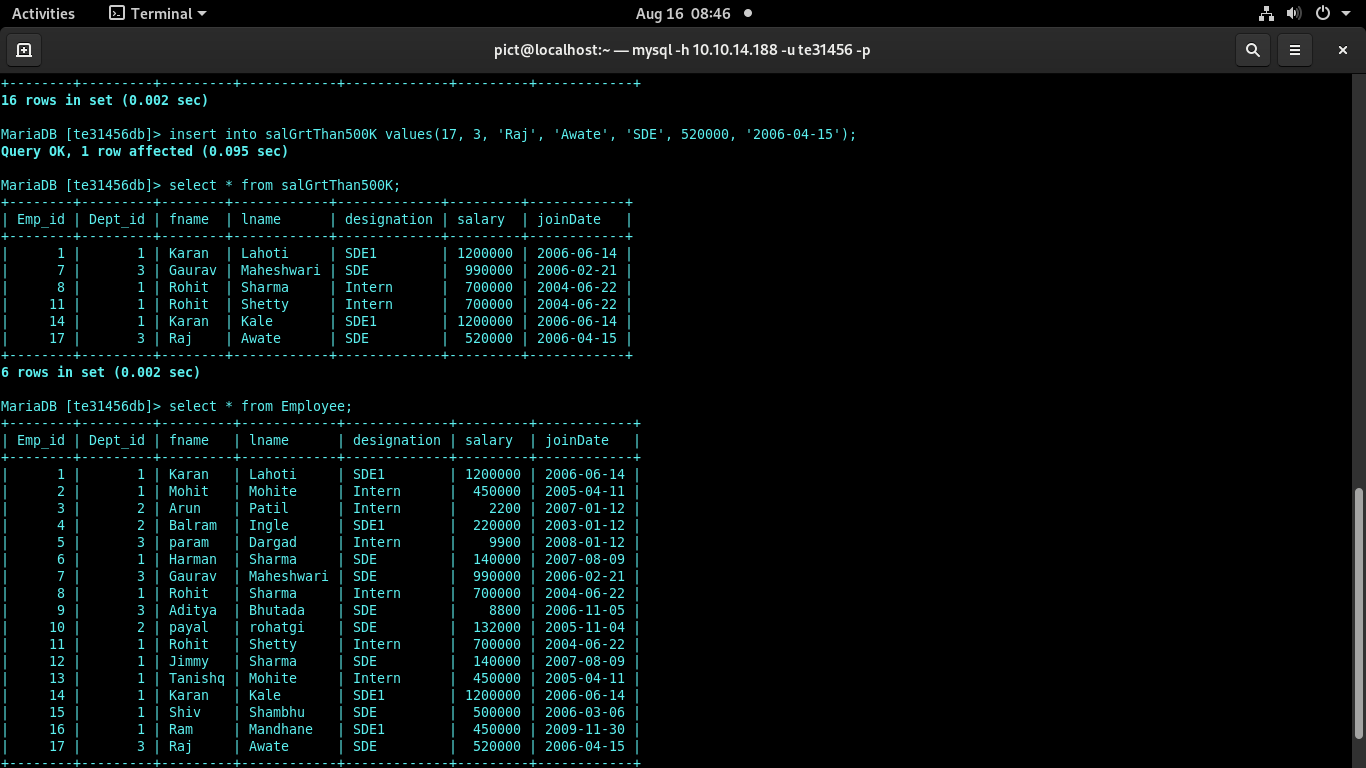 Activities Terminal Aug 16 08:46
pict@localhost:~ — mysql -h 10.10.14.188 -u te31456 -p
+--------+---------+---------+------------+-------------+---------+------------+
16 rows in set (0.002 sec)
MariaDB [te31456db]> insert into salGrtThan500K values(17, 3, 'Raj', 'Awate', 'SDE', 520000, '2006-04-15');
Query OK, 1 row affected (0.095 sec)
MariaDB [te31456db]> select * from salGrtThan500K;
+--------+---------+--------+------------+-------------+---------+------------+
| Emp_id | Dept_id | fname  | lname      | designation | salary  | joinDate   |
+--------+---------+--------+------------+-------------+---------+------------+
|      1 |       1 | Karan  | Lahoti     | SDE1        | 1200000 | 2006-06-14 |
|      7 |       3 | Gaurav | Maheshwari | SDE         |  990000 | 2006-02-21 |
|      8 |       1 | Rohit  | Sharma     | Intern      |  700000 | 2004-06-22 |
|     11 |       1 | Rohit  | Shetty     | Intern      |  700000 | 2004-06-22 |
|     14 |       1 | Karan  | Kale       | SDE1        | 1200000 | 2006-06-14 |
|     17 |       3 | Raj    | Awate      | SDE         |  520000 | 2006-04-15 |
+--------+---------+--------+------------+-------------+---------+------------+
6 rows in set (0.002 sec)
MariaDB [te31456db]> select * from Employee;
+--------+---------+---------+------------+-------------+---------+------------+
| Emp_id | Dept_id | fname   | lname      | designation | salary  | joinDate   |
+--------+---------+---------+------------+-------------+---------+------------+
|      1 |       1 | Karan   | Lahoti     | SDE1        | 1200000 | 2006-06-14 |
|      2 |       1 | Mohit   | Mohite     | Intern      |  450000 | 2005-04-11 |
|      3 |       2 | Arun    | Patil      | Intern      |    2200 | 2007-01-12 |
|      4 |       2 | Balram  | Ingle      | SDE1        |  220000 | 2003-01-12 |
|      5 |       3 | param   | Dargad     | Intern      |    9900 | 2008-01-12 |
|      6 |       1 | Harman  | Sharma     | SDE         |  140000 | 2007-08-09 |
|      7 |       3 | Gaurav  | Maheshwari | SDE         |  990000 | 2006-02-21 |
|      8 |       1 | Rohit   | Sharma     | Intern      |  700000 | 2004-06-22 |
|      9 |       3 | Aditya  | Bhutada    | SDE         |    8800 | 2006-11-05 |
|     10 |       2 | payal   | rohatgi    | SDE         |  132000 | 2005-11-04 |
|     11 |       1 | Rohit   | Shetty     | Intern      |  700000 | 2004-06-22 |
|     12 |       1 | Jimmy   | Sharma     | SDE         |  140000 | 2007-08-09 |
|     13 |       1 | Tanishq | Mohite     | Intern      |  450000 | 2005-04-11 |
|     14 |       1 | Karan   | Kale       | SDE1        | 1200000 | 2006-06-14 |
|     15 |       1 | Shiv    | Shambhu    | SDE         |  500000 | 2006-03-06 |
|     16 |       1 | Ram     | Mandhane   | SDE1        |  450000 | 2009-11-30 |
|     17 |       3 | Raj     | Awate      | SDE         |  520000 | 2006-04-15 |
+--------+---------+---------+------------+-------------+---------+------------+